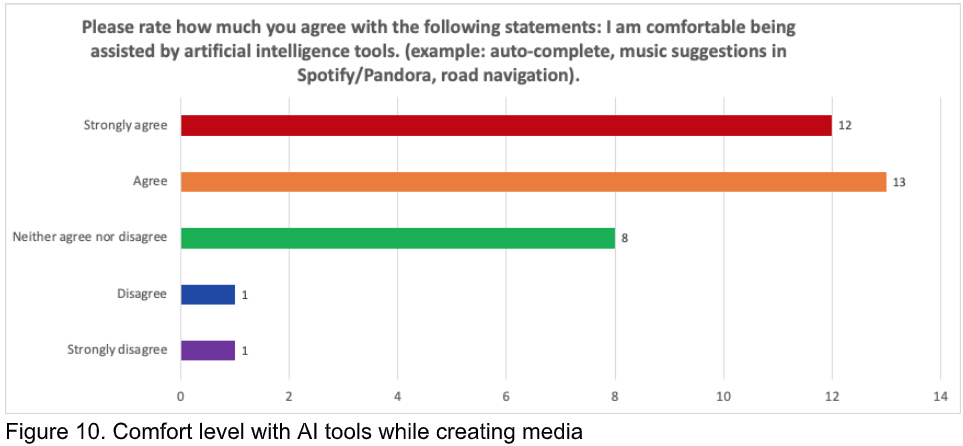 Please rate how much you agree with the following statements: I am comfortable being
assisted by artificial intelligence tools. (example: auto-complete, music suggestions in
Spotify/Pandora, road navigation).
Strongly agree 12
Agree 13
Neither agree nor disagree 8
Disagree 1
Strongly disagree 1
0 2 4 6 8 10 12 14
Figure 10. Comfort level with AI tools while creating media